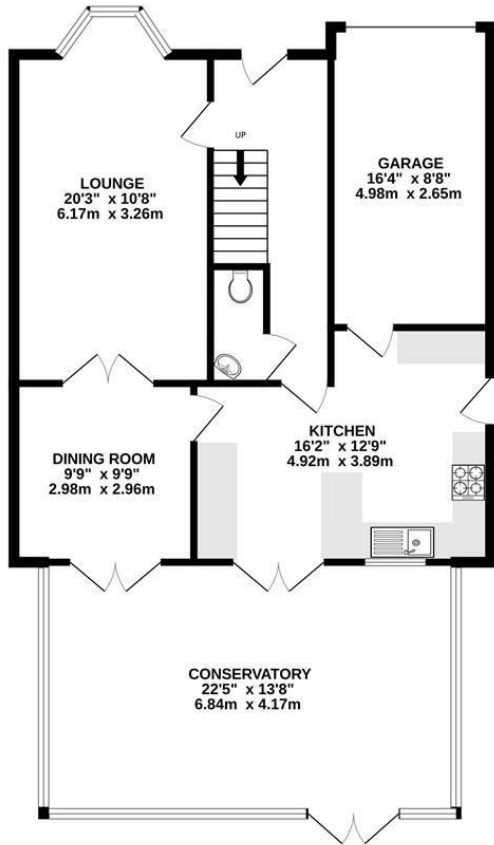 UP
GARAGE
16'4" x 8'8"
4.98m x 2.65m
LOUNGE
20'3" x 10'8"
6.17m x 3.26m
KITCHEN
16'2" x 12'9"
4.92m x 3.89m
DINING ROOM
9'9" x 9'9"
2.98m x 2.96m
CONSERVATORY
22'5" x 13'8"
6.84m x 4.17m